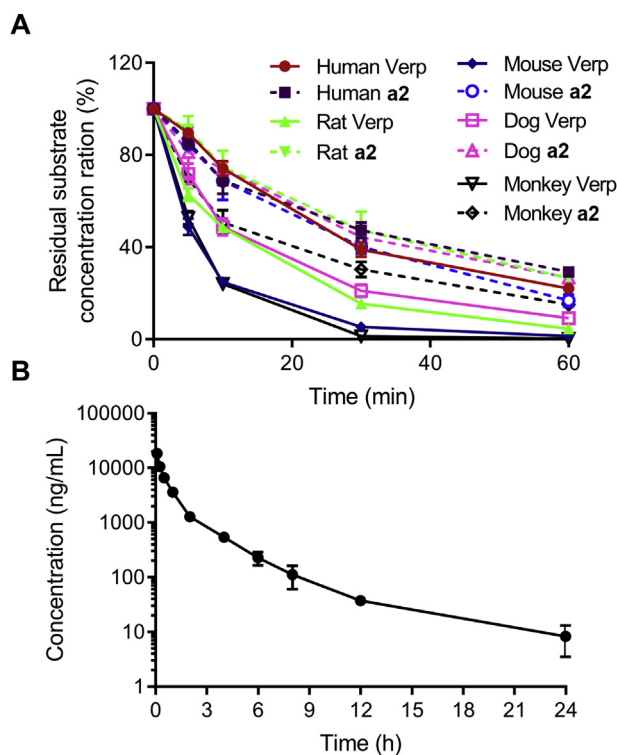 A
120
80
40
0
Residual substrate
concentration ration (%)
Human Verp
Human a2
Rat Verp
Rat a2
Mouse Verp
Mouse a2
Dog Verp
Dog a2
Monkey Verp
Monkey a2
0
20
40
60
Time (min)
B
100000
10000
1000
100
10
1
Concentration (ng/mL)
0
3
6
9
12
15
18
21
24
Time (h)